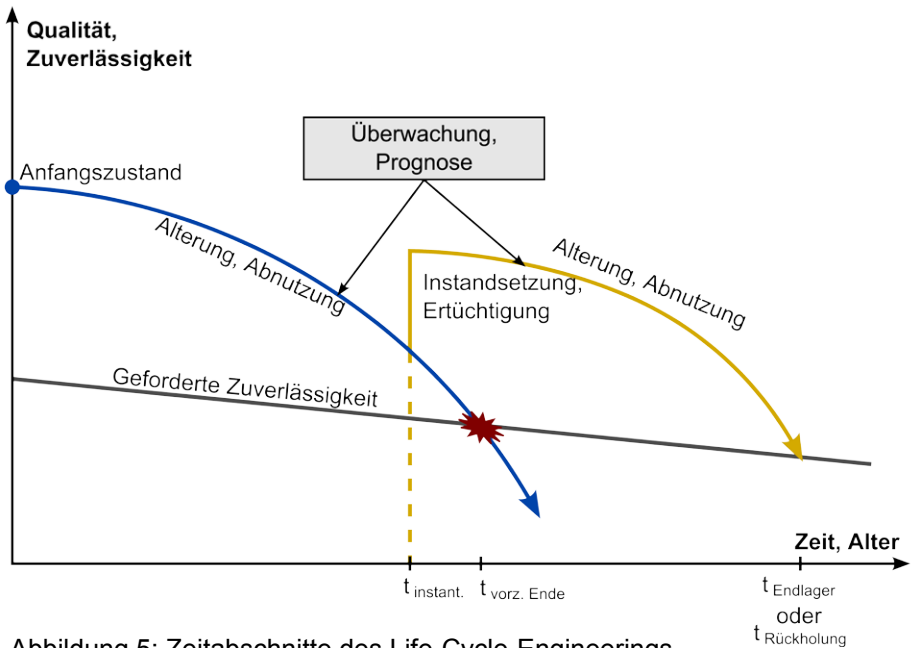 Qualität,
Zuverlässigkeit
Überwachung,
Prognose
Anfangszustand
Alterung, Abnutzung
Alterung, Abnutzung
Instandsetzung,
Ertüchtigung
Geforderte Zuverlässigkeit
Zeit, Alter
t instant.
t vorz. Ende
t Endlager
oder
t Rückholung
Abbildung 5: Zeitabschnitte des Life-Cycle-Engineerings